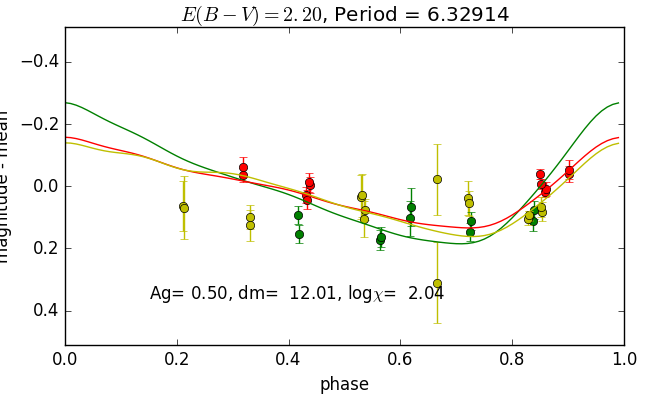 E(B − V) = 2.20, Period = 6.32914
−0.4
−0.2
0.0
0.2
0.4
magnitude - mean
Ag= 0.50, dm= 12.01, logχ= 2.04
0.0 0.2 0.4 0.6 0.8 1.0
phase